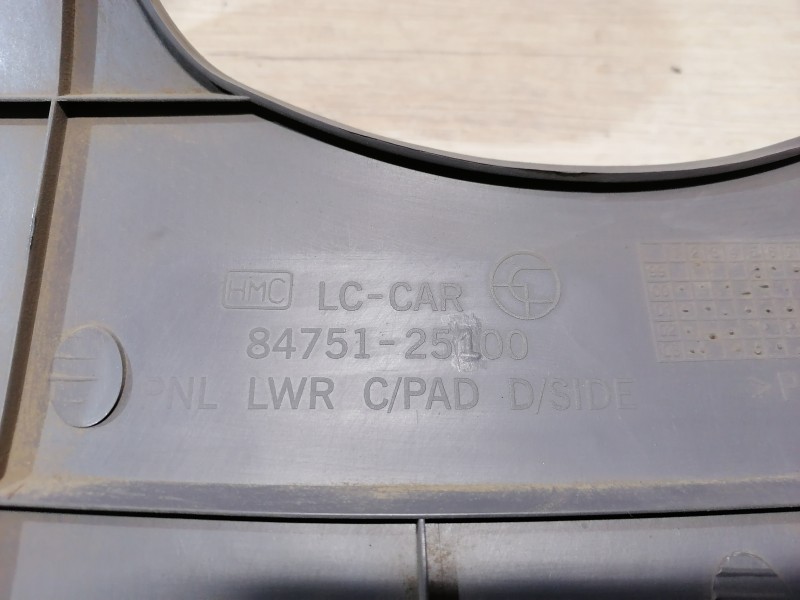 HMC LC-CAR
84751-25100
PNL LWR C/PAD D/SIDE